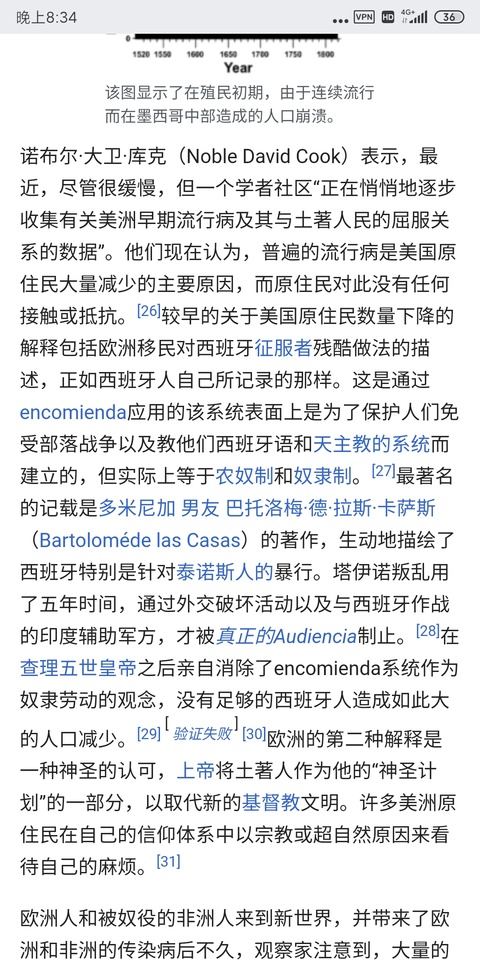 晚上8:34
VPN HD 4G+ 36
0
1520 1550 1600 1650 1700 1750 1800
Year
该图显示了在殖民初期，由于连续流行
而在墨西哥中部造成的人口崩溃。
诺布尔·大卫·库克（Noble David Cook）表示，最
近，尽管很缓慢，但一个学者社区“正在悄悄地逐步
收集有关美洲早期流行病及其与土著人民的屈服关
系的数据”。他们现在认为，普遍的流行病是美国原
住民大量减少的主要原因，而原住民对此没有任何
接触或抵抗。[26]较早的关于美国原住民数量下降的
解释包括欧洲移民对西班牙征服者残酷做法的描
述，正如西班牙人自己所记录的那样。这是通过
encomienda应用的该系统表面上是为了保护人们免
受部落战争以及教他们西班牙语和天主教的系统而
建立的，但实际上等于农奴制和奴隶制。[27]最著名
的记载是多米尼加 男友 巴托洛梅·德·拉斯·卡萨斯
（Bartoloméde las Casas）的著作，生动地描绘了
西班牙特别是针对泰诺斯人的暴行。塔伊诺叛乱用
了五年时间，通过外交破坏活动以及与西班牙作战
的印度辅助军方，才被真正的Audiencia制止。[28]在
查理五世皇帝之后亲自消除了encomienda系统作为
奴隶劳动的观念，没有足够的西班牙人造成如此大
的人口减少。[29][验证失败][30]欧洲的第二种解释是
一种神圣的认可，上帝将土著人作为他的“神圣计
划”的一部分，以取代新的基督教文明。许多美洲原
住民在自己的信仰体系中以宗教或超自然原因来看
待自己的麻烦。[31]
欧洲人和被奴役的非洲人来到新世界，并带来了欧
洲和非洲的传染病后不久，观察家注意到，大量的